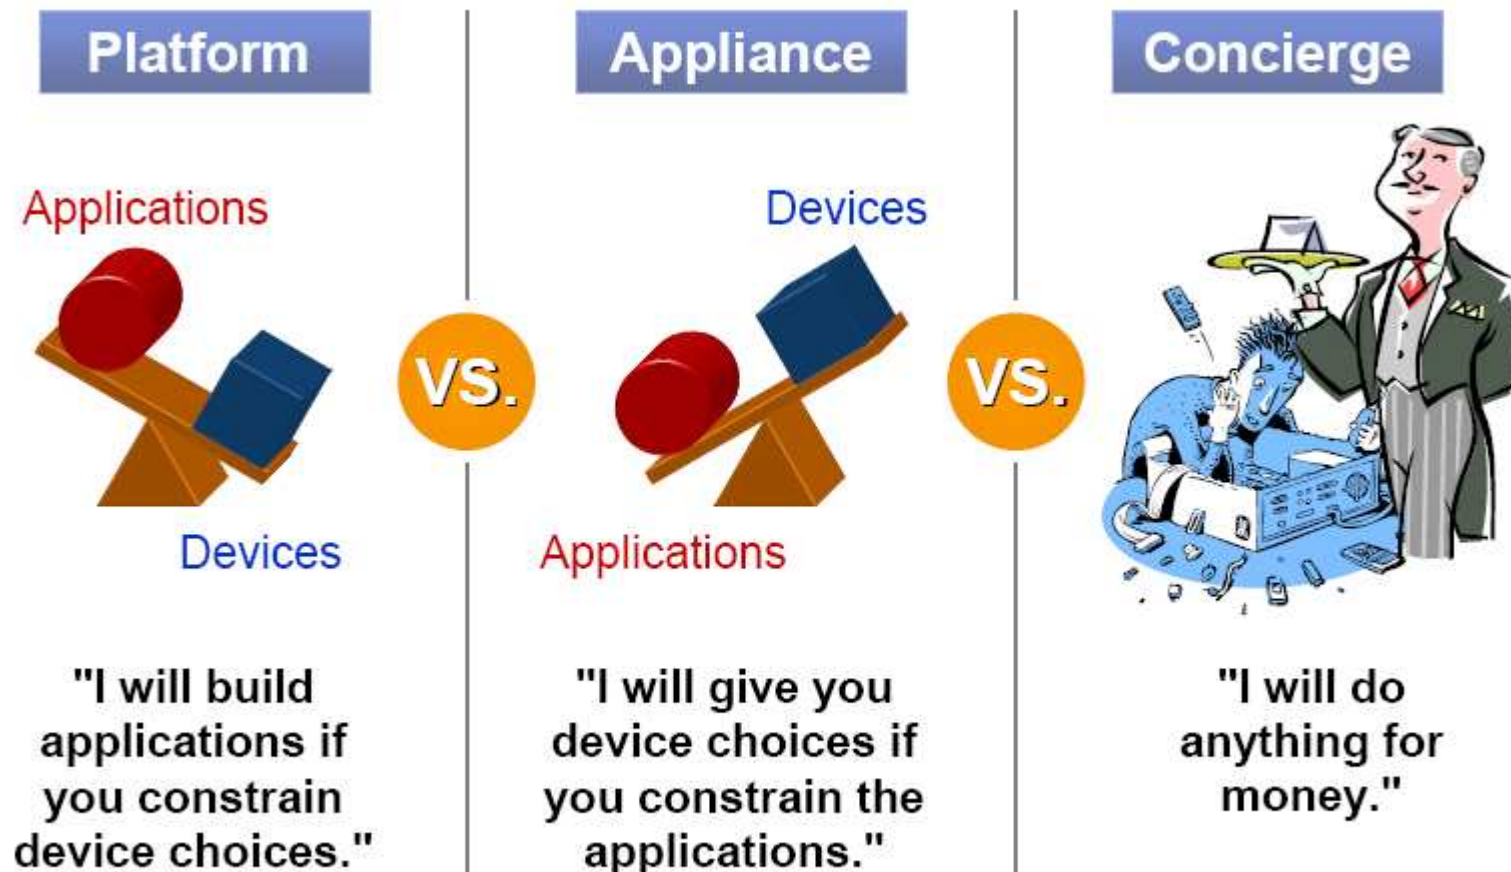 Platform
Applications
Devices
"I will build
applications if
you constrain
device choices."
VS.
Appliance
Devices
Applications
"I will give you
device choices if
you constrain the
applications."
VS.
Concierge
"I will do
anything for
money."